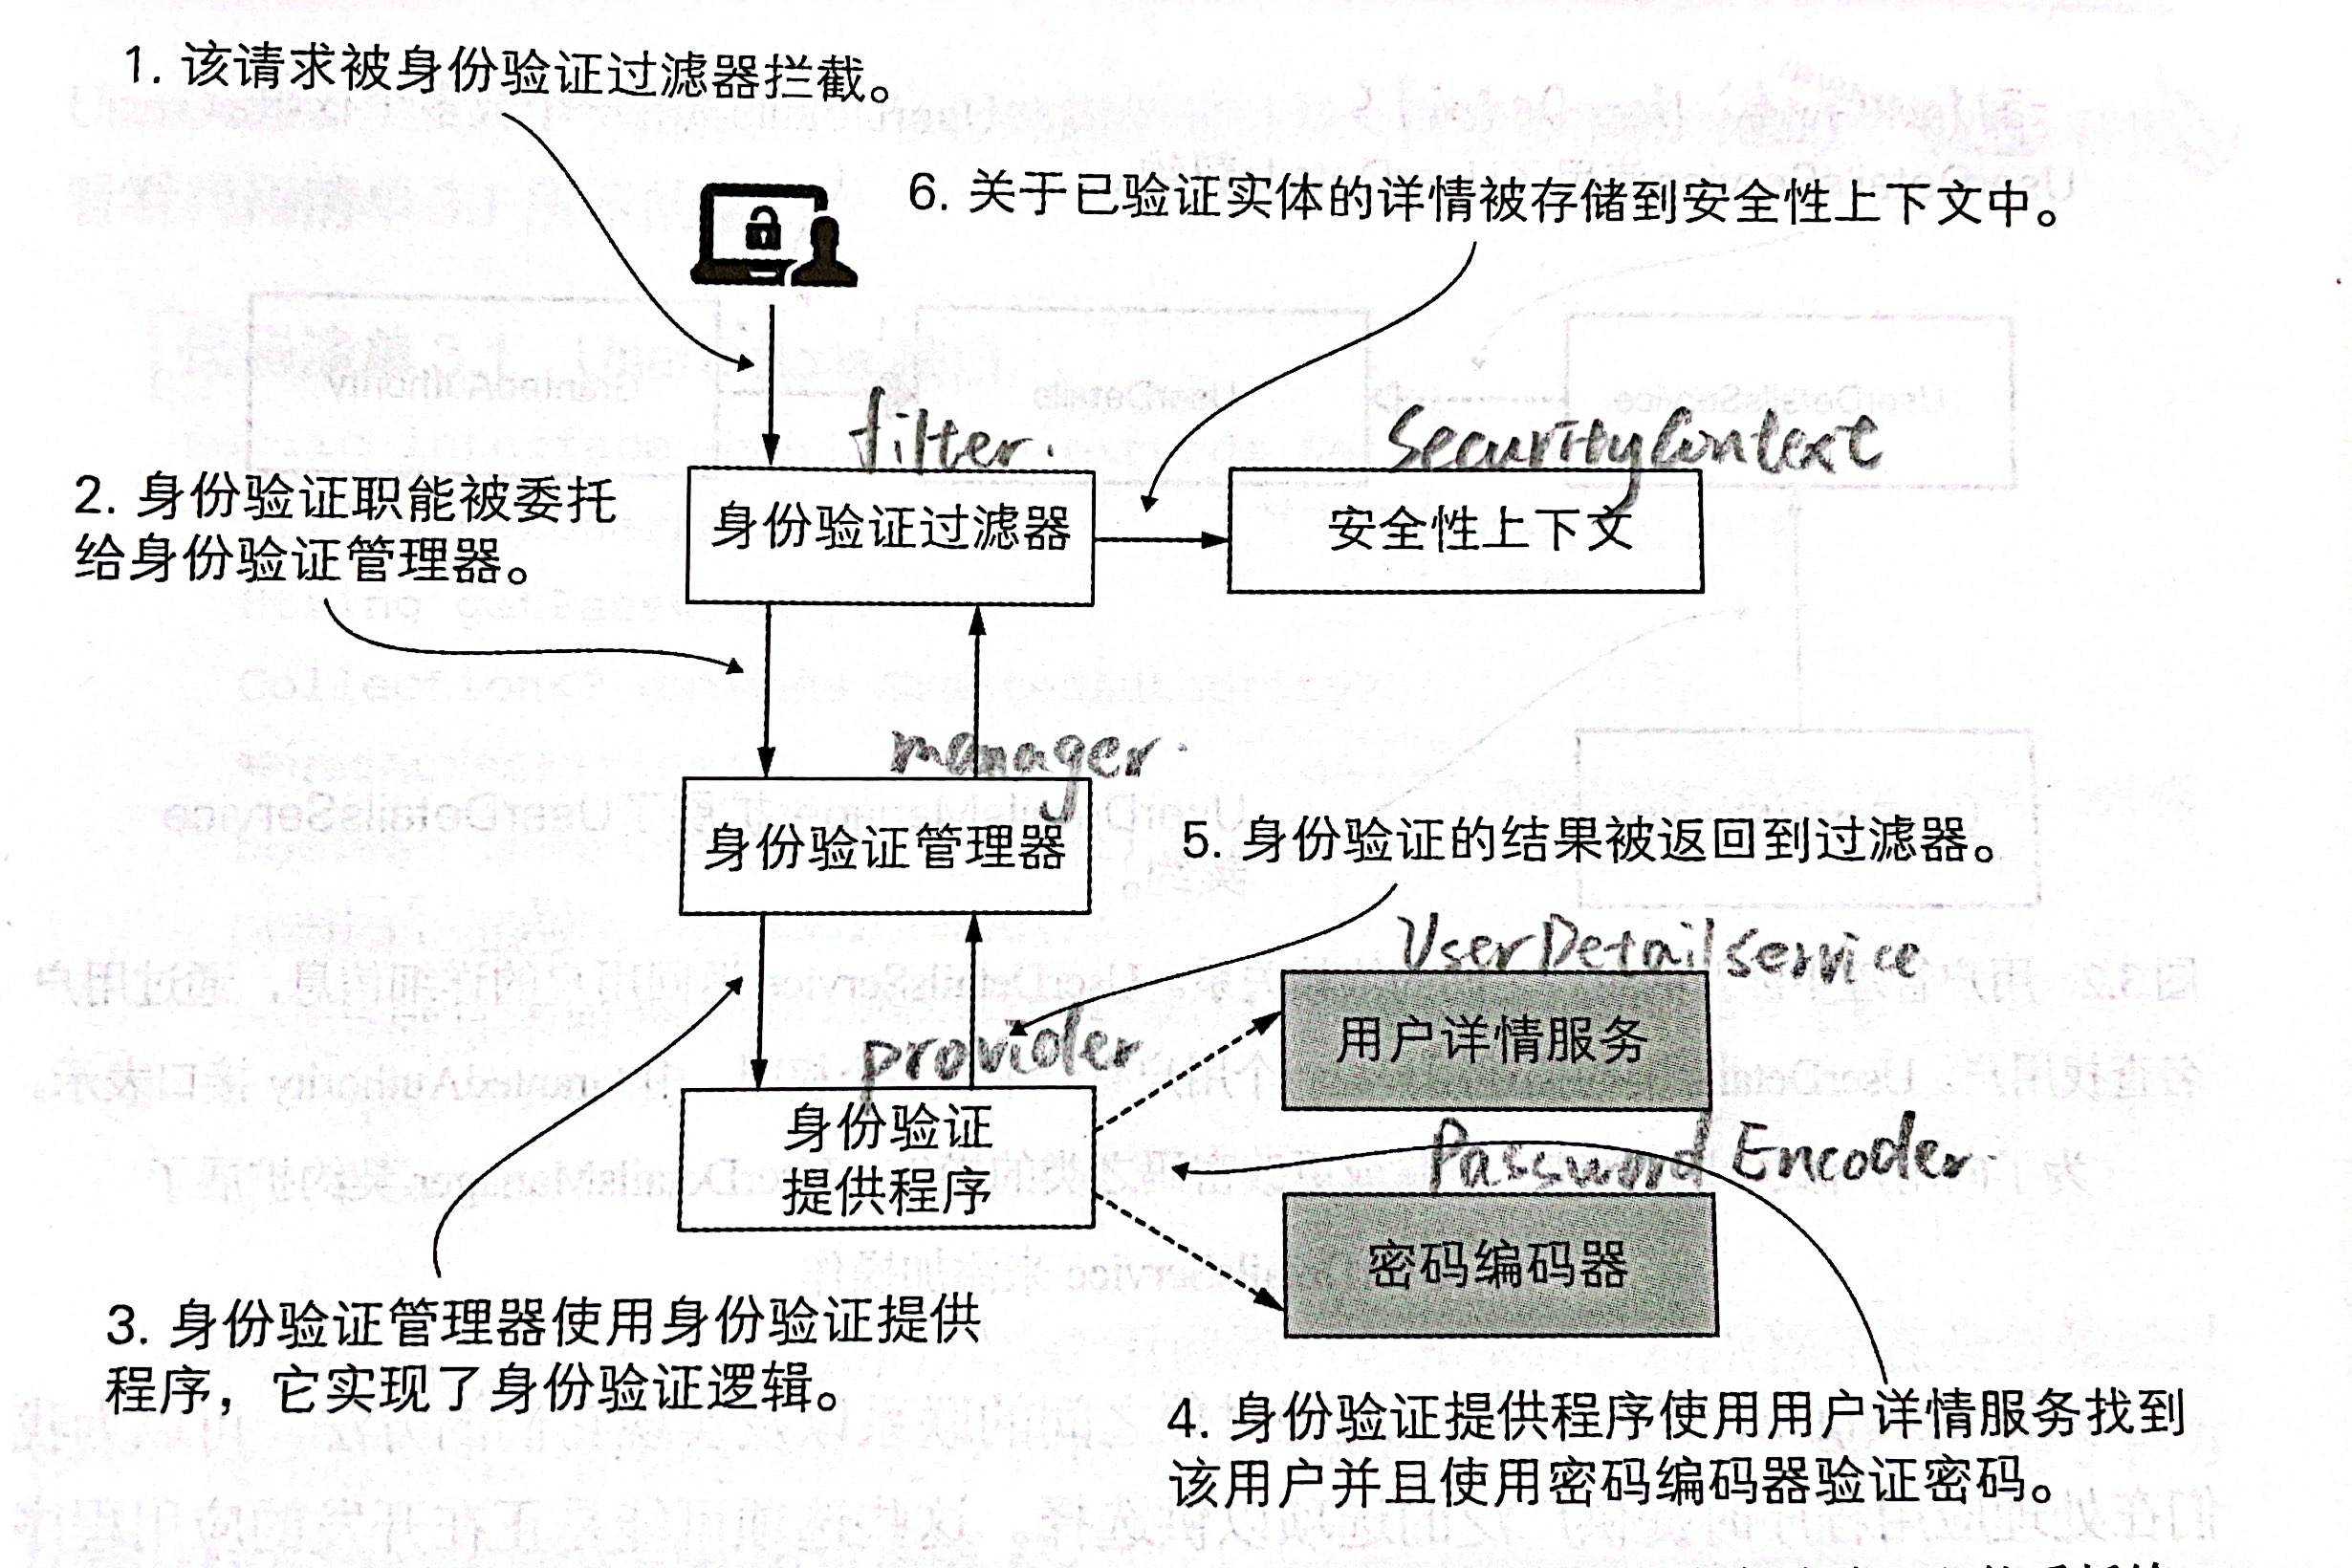 1. 该请求被身份验证过滤器拦截。
6. 关于已验证实体的详情被存储到安全性上下文中。
filter.
SecurityContext
2. 身份验证职能被委托
给身份验证管理器。
身份验证过滤器
安全性上下文
manager.
身份验证管理器
5. 身份验证的结果被返回到过滤器。
UserDetailservice
provider
用户详情服务
身份验证
提供程序
Password Encoder.
密码编码器
3. 身份验证管理器使用身份验证提供
程序，它实现了身份验证逻辑。
4. 身份验证提供程序使用用户详情服务找到
该用户并且使用密码编码器验证密码。